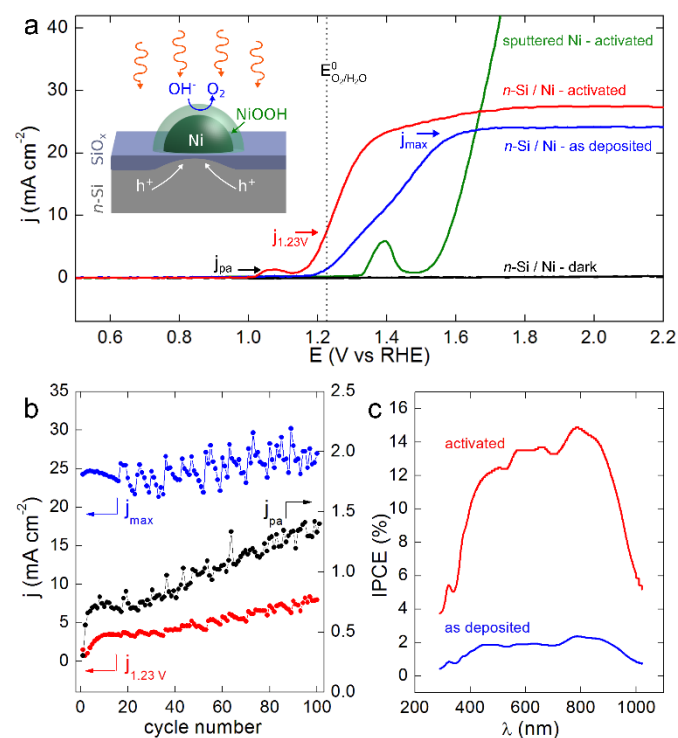 a
sputtered Ni - activated
E⁰O₂/H₂O
OH⁻ O₂
NiOOH
Ni
SiOₓ
n-Si
h⁺ h⁺
n-Si / Ni - activated
jmax
n-Si / Ni - as deposited
j1.23V
jpa
n-Si / Ni - dark
j (mA cm⁻²)
40
30
20
10
0
0.6 0.8 1.0 1.2 1.4 1.6 1.8 2.0 2.2
E (V vs RHE)
b
j (mA cm⁻²)
35
30
25
20
15
10
5
0
2.5
2.0
1.5
1.0
0.5
0.0
jmax
jpa
j1.23 V
0 20 40 60 80 100
cycle number
c
IPCE (%)
16
14
12
10
8
6
4
2
0
activated
as deposited
200 400 600 800 1000
λ (nm)